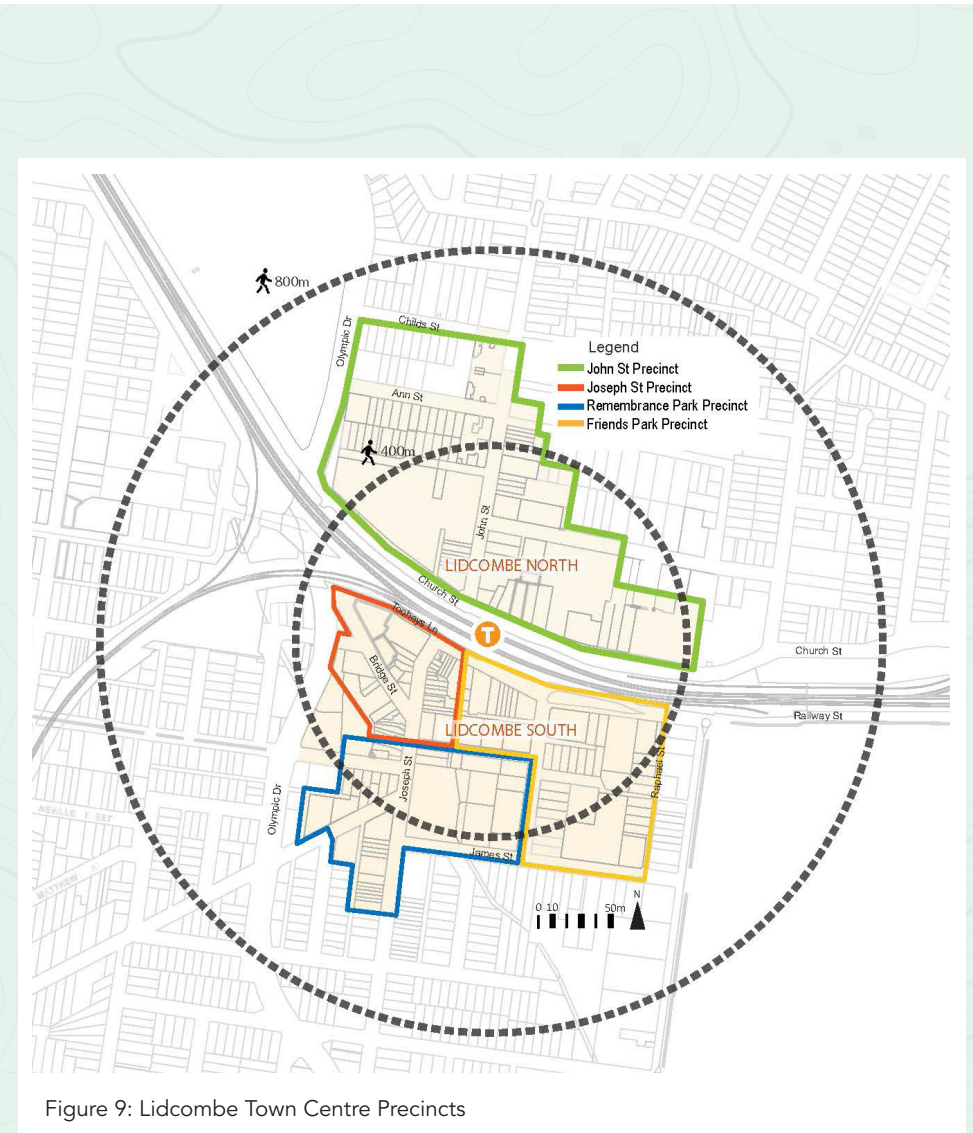 800m
Olympic Dr
Childs St
Legend
John St Precinct
Joseph St Precinct
Remembrance Park Precinct
Friends Park Precinct
Ann St
400m
John St
LIDCOMBE NORTH
Church St
Toohays Ln
T
Church St
Bridge St
Railway St
LIDCOMBE SOUTH
Raphael St
Joseph St
Olympic Dr
James St
N
0 10 50m
MATTHEW
Figure 9: Lidcombe Town Centre Precincts